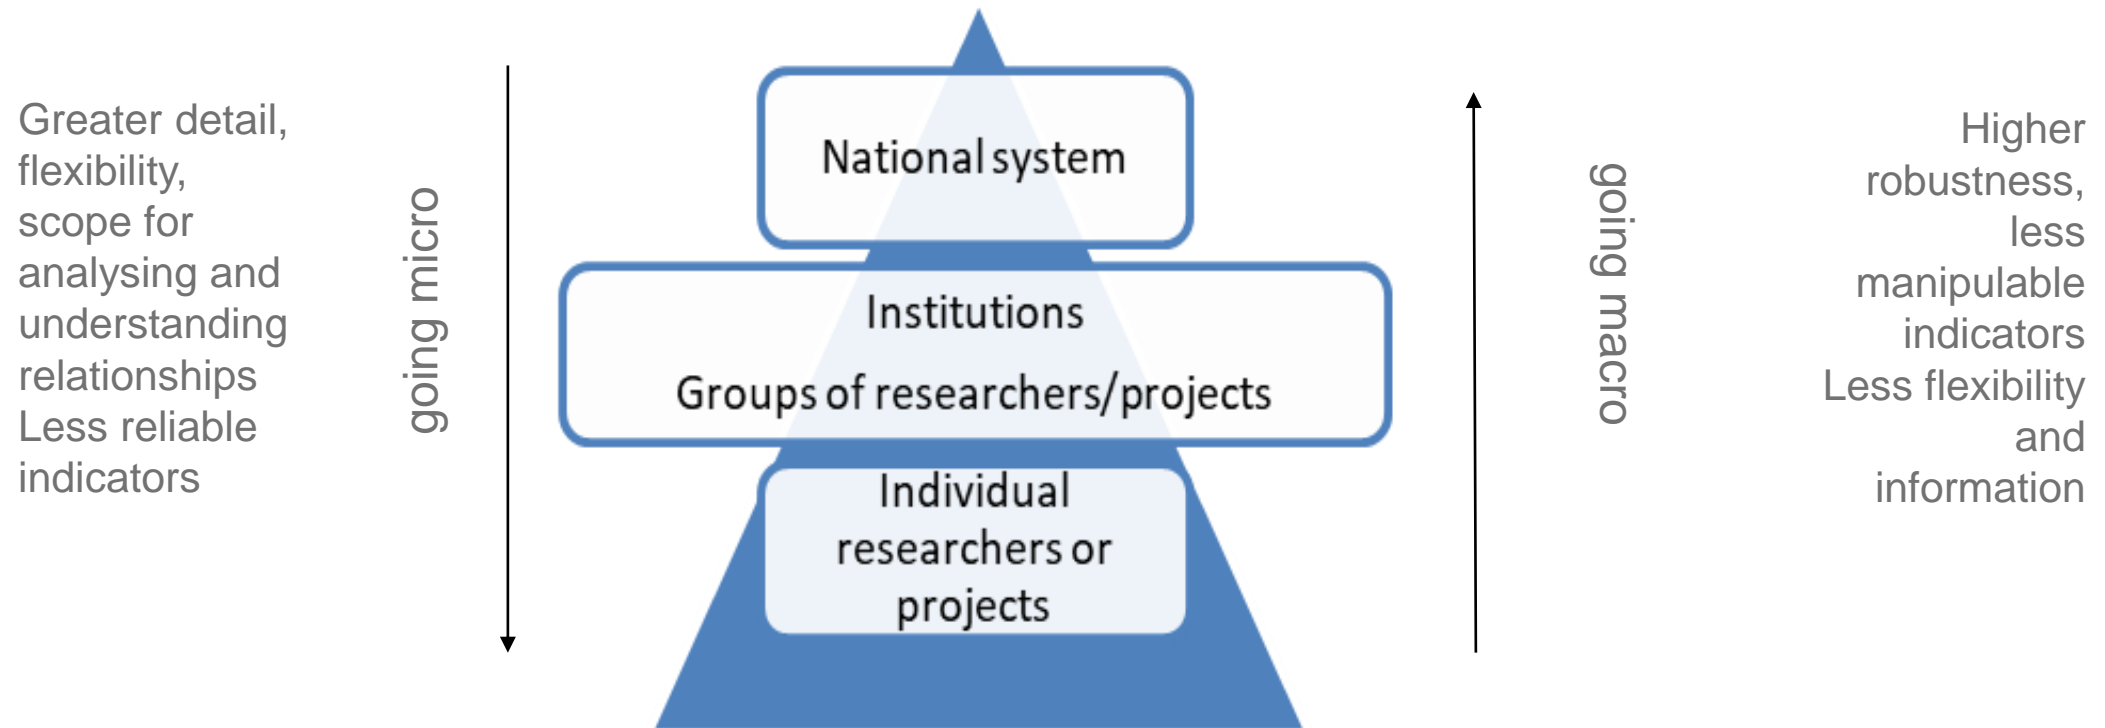 Greater detail,
flexibility,
scope for
analysing and
understanding
relationships
Less reliable
indicators
going micro
National system
Institutions
Groups of researchers/projects
Individual
researchers or
projects
going macro
Higher
robustness,
less
manipulable
indicators
Less flexibility
and
information